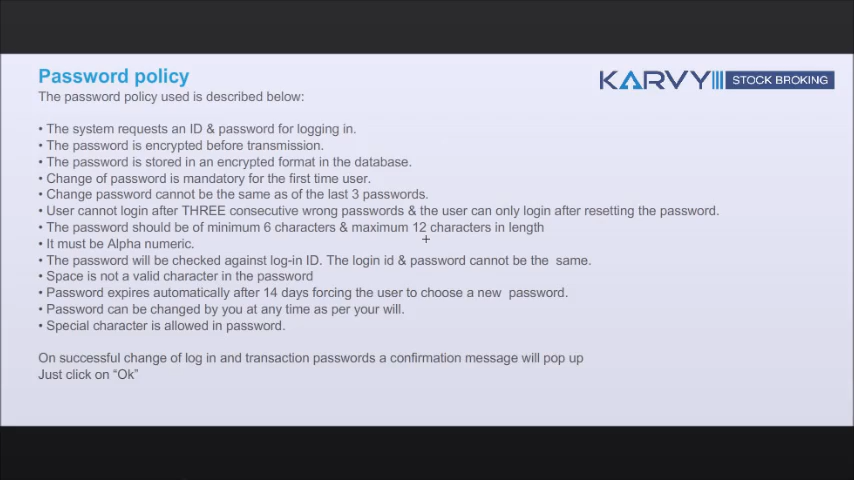 Password policy
KARVY STOCK BROKING
The password policy used is described below:
• The system requests an ID & password for logging in.
• The password is encrypted before transmission.
• The password is stored in an encrypted format in the database.
• Change of password is mandatory for the first time user.
• Change password cannot be the same as of the last 3 passwords.
• User cannot login after THREE consecutive wrong passwords & the user can only login after resetting the password.
• The password should be of minimum 6 characters & maximum 12 characters in length
• It must be Alpha numeric.
• The password will be checked against log-in ID. The login id & password cannot be the same.
• Space is not a valid character in the password
• Password expires automatically after 14 days forcing the user to choose a new password.
• Password can be changed by you at any time as per your will.
• Special character is allowed in password.
On successful change of log in and transaction passwords a confirmation message will pop up
Just click on “Ok”